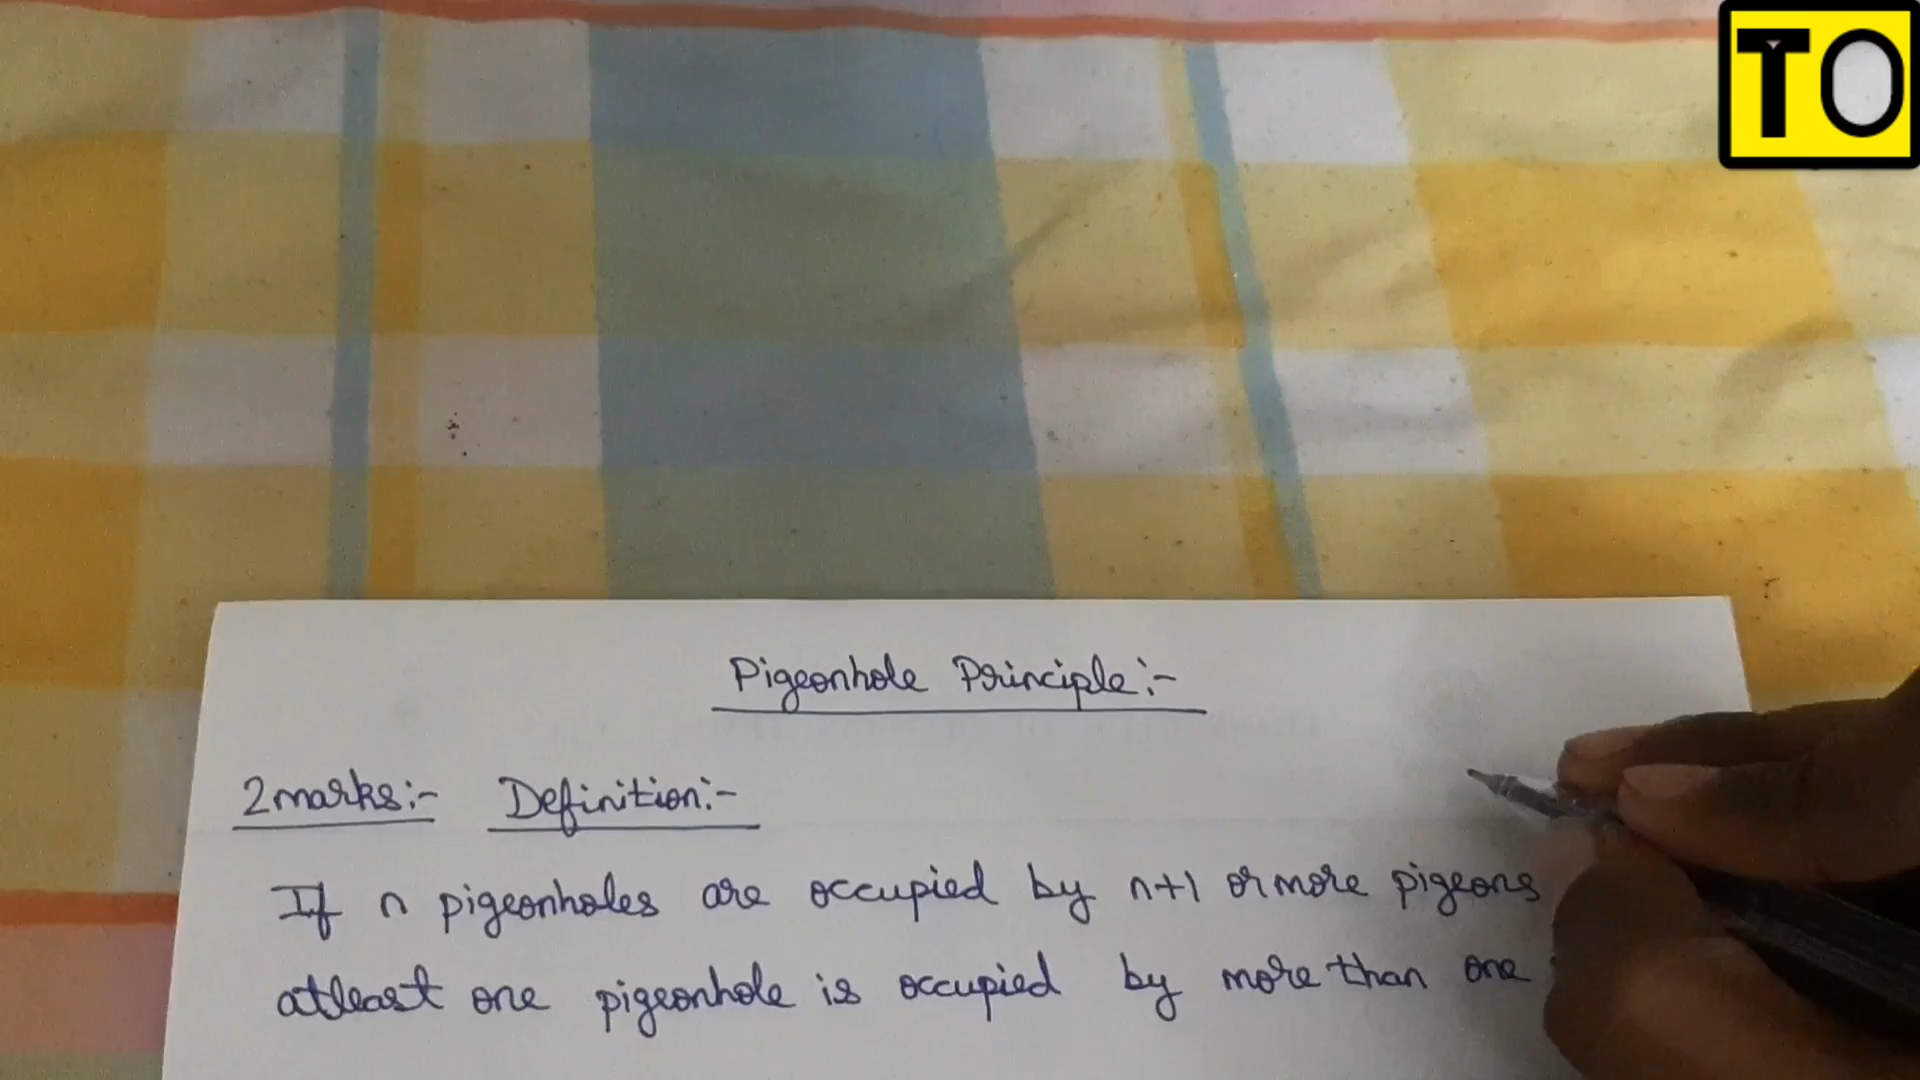 TO
Pigeonhole Principle:-
2marks:- Definition:-
If n pigeonholes are occupied by n+1 or more pigeons
atleast one pigeonhole is occupied by more than one